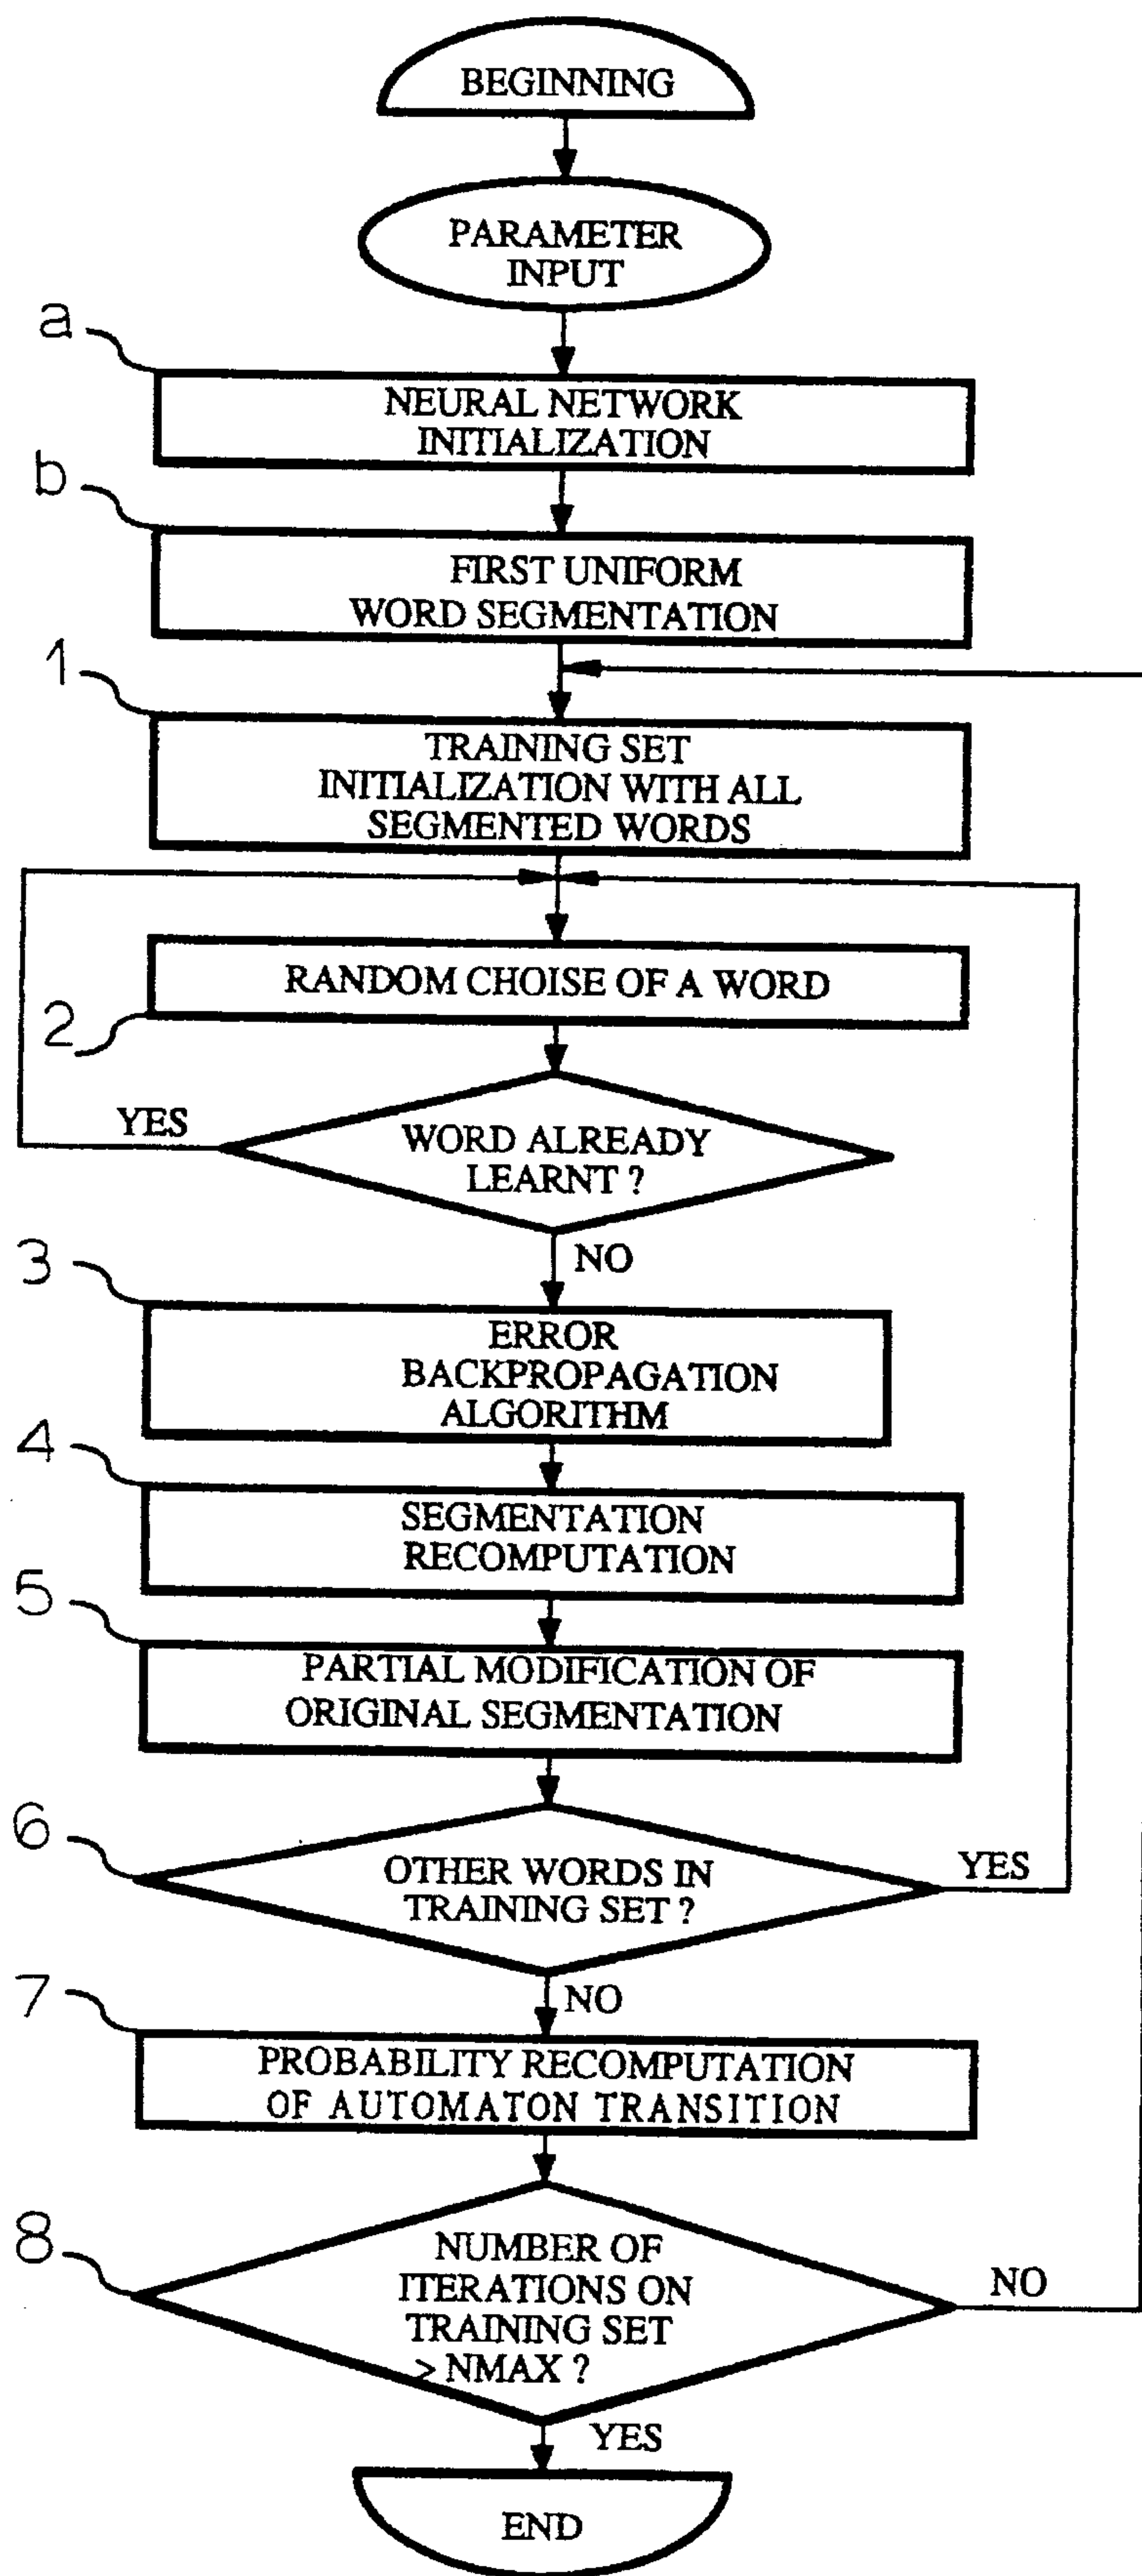 BEGINNING
PARAMETER
INPUT
a
NEURAL NETWORK
INITIALIZATION
b
FIRST UNIFORM
WORD SEGMENTATION
1
TRAINING SET
INITIALIZATION WITH ALL
SEGMENTED WORDS
RANDOM CHOISE OF A WORD
2
YES
WORD ALREADY
LEARNT ?
NO
3
ERROR
BACKPROPAGATION
ALGORITHM
4
SEGMENTATION
RECOMPUTATION
5
PARTIAL MODIFICATION OF
ORIGINAL SEGMENTATION
6
OTHER WORDS IN
TRAINING SET ?
YES
NO
7
PROBABILITY RECOMPUTATION
OF AUTOMATON TRANSITION
8
NUMBER OF
ITERATIONS ON
TRAINING SET
> NMAX ?
NO
YES
END